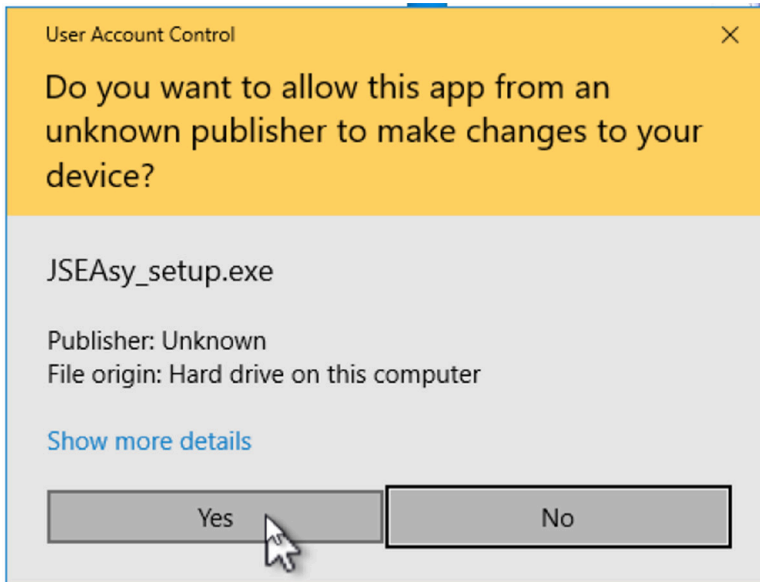 User Account Control
Do you want to allow this app from an
unknown publisher to make changes to your
device?
JSEAsy_setup.exe
Publisher: Unknown
File origin: Hard drive on this computer
Show more details
Yes
No